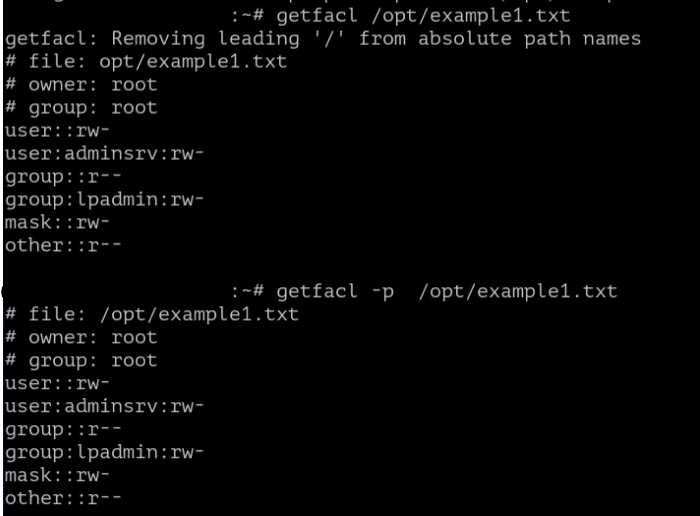 :~# getfacl /opt/example1.txt
getfacl: Removing leading '/' from absolute path names
# file: opt/example1.txt
# owner: root
# group: root
user::rw-
user:adminsrv:rw-
group::r--
group:lpadmin:rw-
mask::rw-
other::r--
:~# getfacl -p  /opt/example1.txt
# file: /opt/example1.txt
# owner: root
# group: root
user::rw-
user:adminsrv:rw-
group::r--
group:lpadmin:rw-
mask::rw-
other::r--